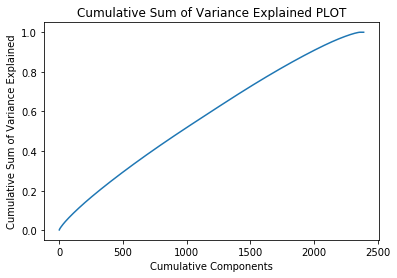 Cumulative Sum of Variance Explained PLOT
Cumulative Sum of Variance Explained
1.0
0.8
0.6
0.4
0.2
0.0
0 500 1000 1500 2000 2500
Cumulative Components